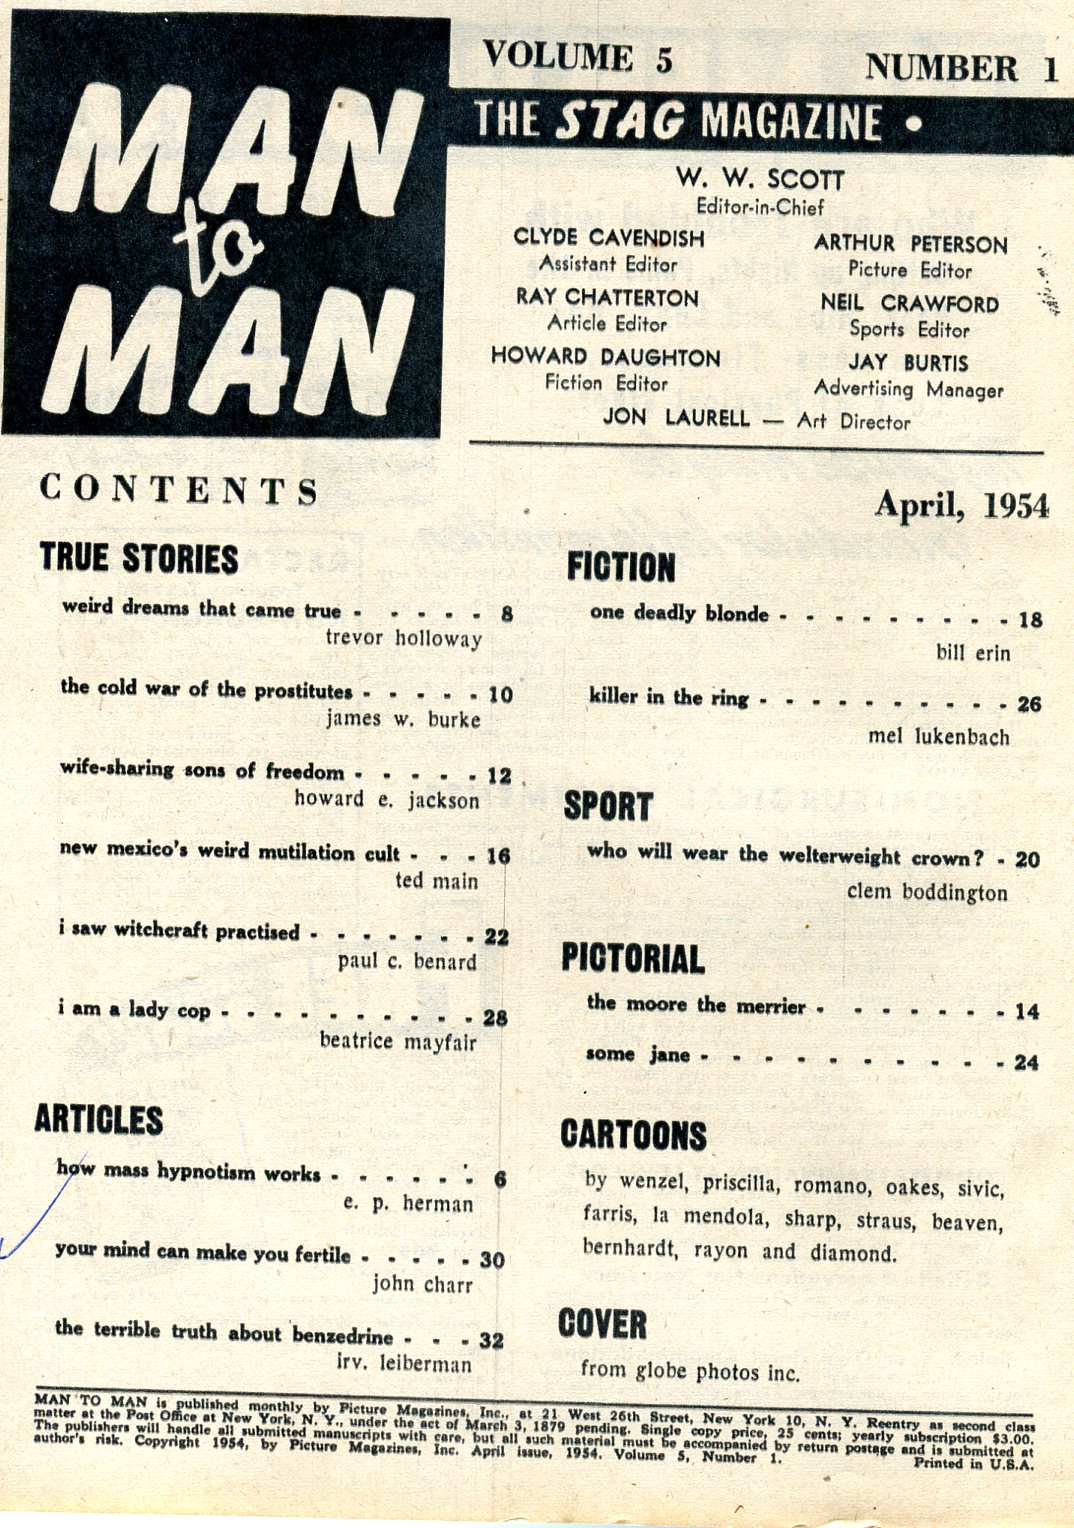 MAN
to
MAN
VOLUME 5 NUMBER 1
THE STAG MAGAZINE •
W. W. SCOTT
Editor-in-Chief
CLYDE CAVENDISH
Assistant Editor
RAY CHATTERTON
Article Editor
HOWARD DAUGHTON
Fiction Editor
ARTHUR PETERSON
Picture Editor
NEIL CRAWFORD
Sports Editor
JAY BURTIS
Advertising Manager
JON LAURELL — Art Director
CONTENTS
April, 1954
TRUE STORIES
weird dreams that came true - - - - - 8
trevor holloway
the cold war of the prostitutes - - - - - 10
james w. burke
wife-sharing sons of freedom - - - - - 12
howard e. jackson
new mexico's weird mutilation cult - - - 16
ted main
i saw witchcraft practised - - - - - - - 22
paul c. benard
i am a lady cop - - - - - - - - - - 28
beatrice mayfair
ARTICLES
how mass hypnotism works - - - - - - 6
e. p. herman
your mind can make you fertile - - - - - 30
john charr
the terrible truth about benzedrine - - - 32
irv. leiberman
FICTION
one deadly blonde - - - - - - - - - 18
bill erin
killer in the ring - - - - - - - - - - 26
mel lukenbach
SPORT
who will wear the welterweight crown? - 20
clem boddington
PICTORIAL
the moore the merrier - - - - - - - 14
some jane - - - - - - - - - - 24
CARTOONS
by wenzel, priscilla, romano, oakes, sivic,
farris, la mendola, sharp, straus, beaven,
bernhardt, rayon and diamond.
COVER
from globe photos inc.
MAN TO MAN is published monthly by Picture Magazines, Inc., at 21 West 26th Street, New York 10, N. Y. Reentry as second class
matter at the Post Office at New York, N. Y., under the act of March 3, 1879 pending. Single copy price, 25 cents; yearly subscription $3.00.
The publishers will handle all submitted manuscripts with care, but all such material must be accompanied by return postage and is submitted at
author's risk. Copyright 1954, by Picture Magazines, Inc. April issue, 1954. Volume 5, Number 1. Printed in U.S.A.